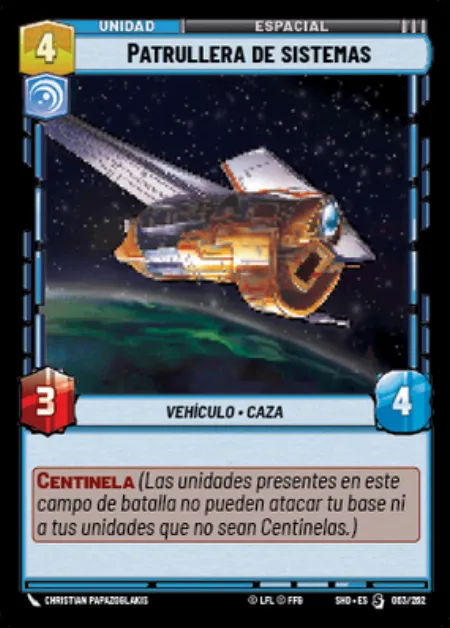 UNIDAD
ESPACIAL
4
PATRULLERA DE SISTEMAS
3
VEHÍCULO • CAZA
4
CENTINELA (Las unidades presentes en este
campo de batalla no pueden atacar tu base ni
a tus unidades que no sean Centinelas.)
CHRISTIAN PAPAZOGLAKIS
© LFL © FFG
SHD • ES
063/262